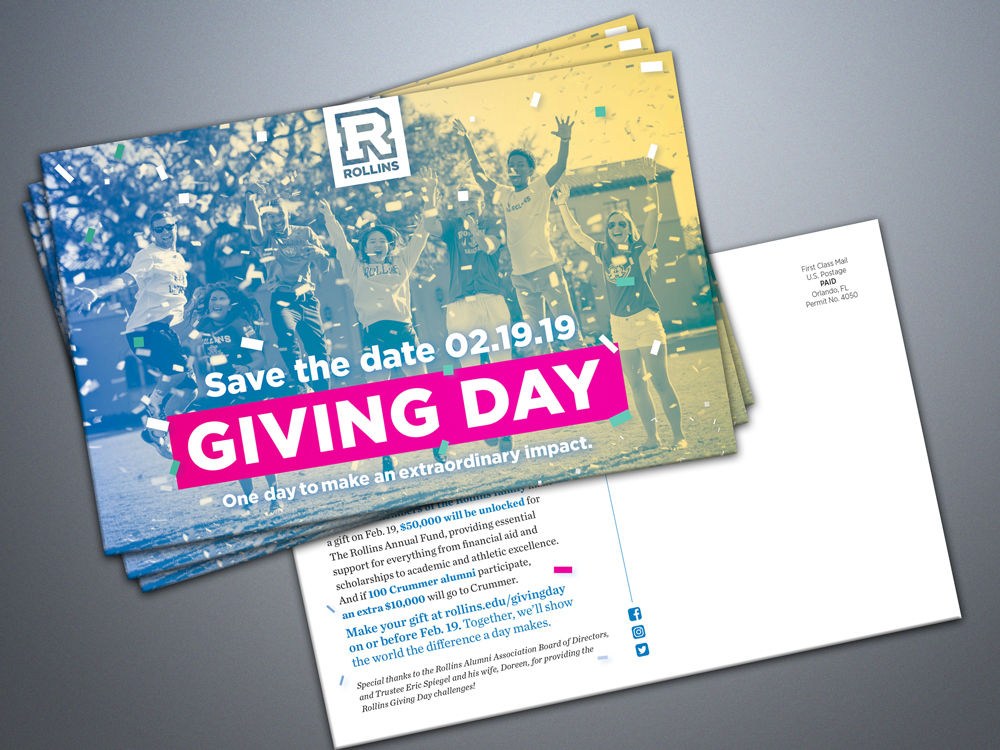 R
ROLLINS
Save the date 02.19.19
GIVING DAY
One day to make an extraordinary impact.
First Class Mail
U.S. Postage
PAID
Orlando, FL
Permit No. 4050
of the Rollins family
a gift on Feb. 19, $50,000 will be unlocked for
The Rollins Annual Fund, providing essential
support for everything from financial aid and
scholarships to academic and athletic excellence.
And if 100 Crummer alumni participate,
an extra $10,000 will go to Crummer.
Make your gift at rollins.edu/givingday
on or before Feb. 19. Together, we'll show
the world the difference a day makes.
Special thanks to the Rollins Alumni Association Board of Directors,
and Trustee Eric Spiegel and his wife, Doreen, for providing the
Rollins Giving Day challenges!